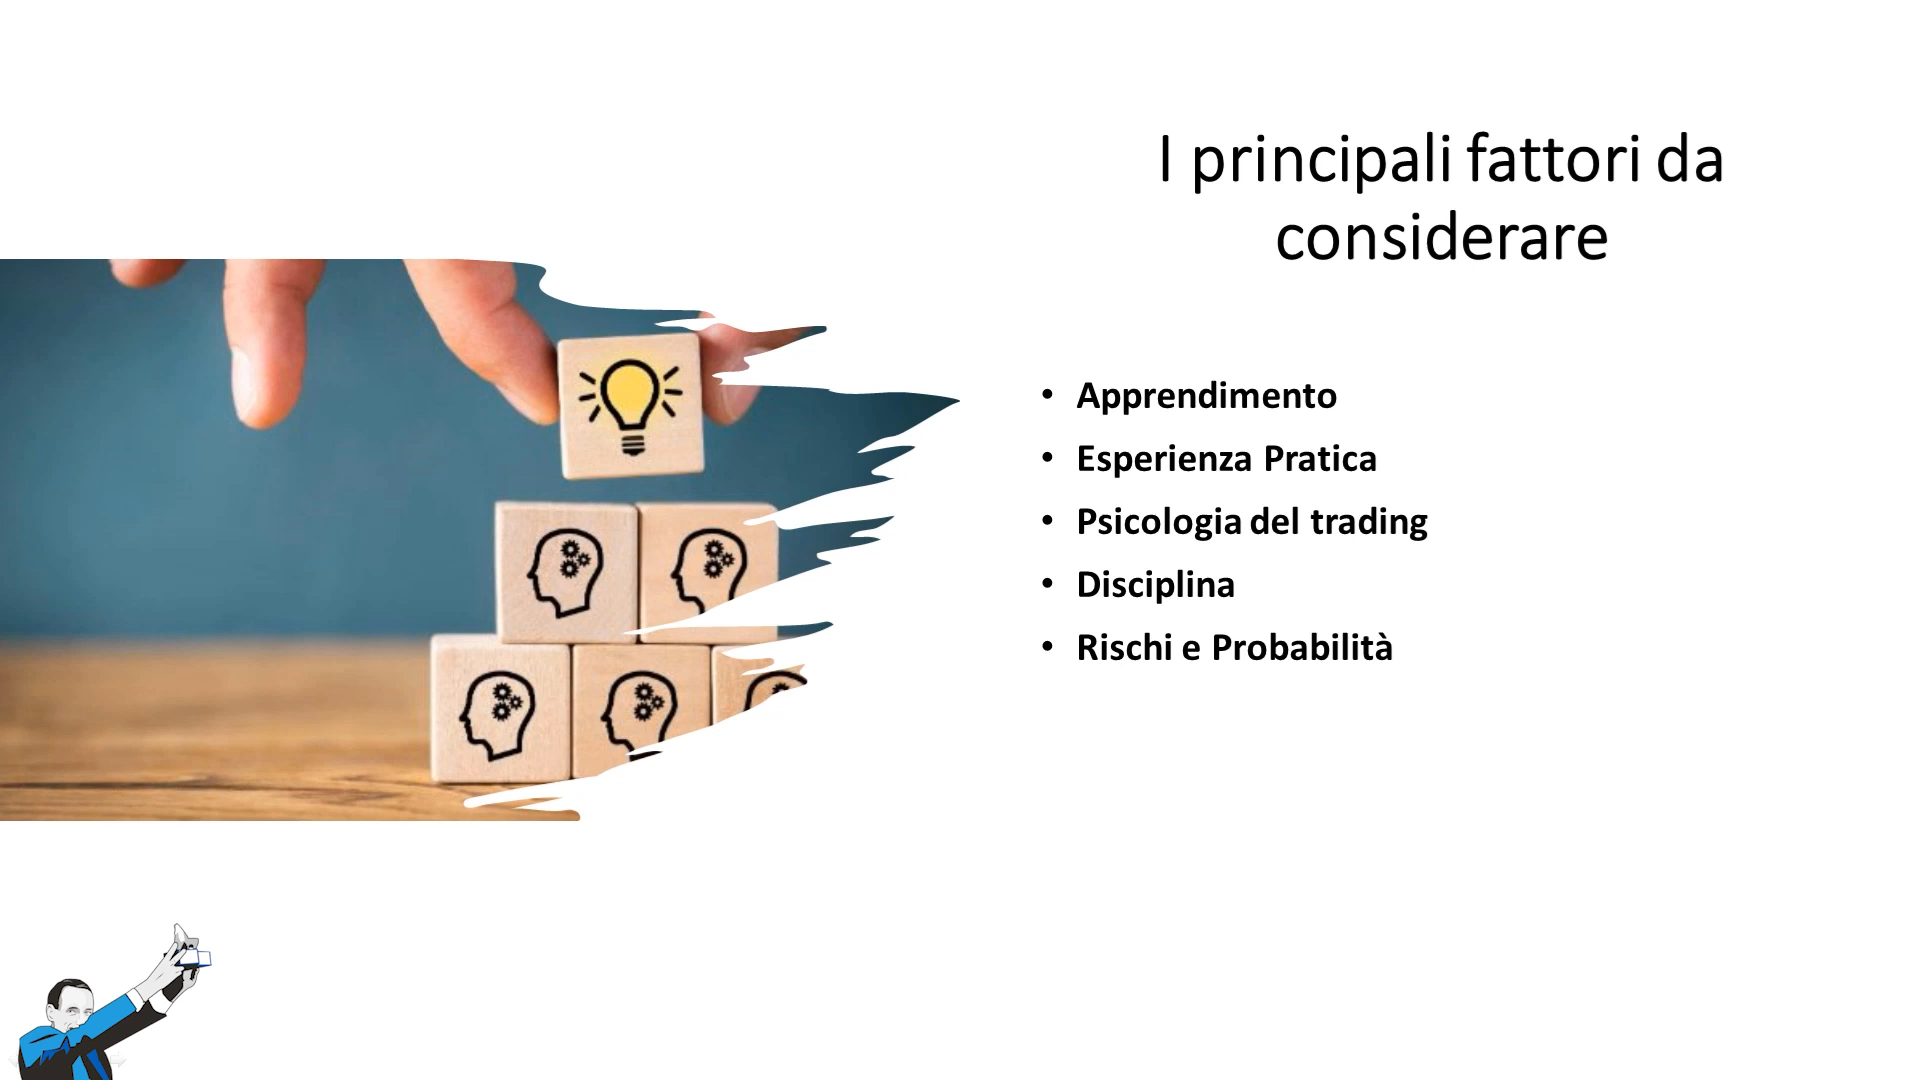 I principali fattori da
considerare
• Apprendimento
• Esperienza Pratica
• Psicologia del trading
• Disciplina
• Rischi e Probabilità